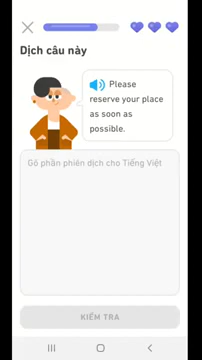 Dịch câu này
Please
reserve your place
as soon as
possible.
Gõ phần phiên dịch cho Tiếng Việt
KIỂM TRA